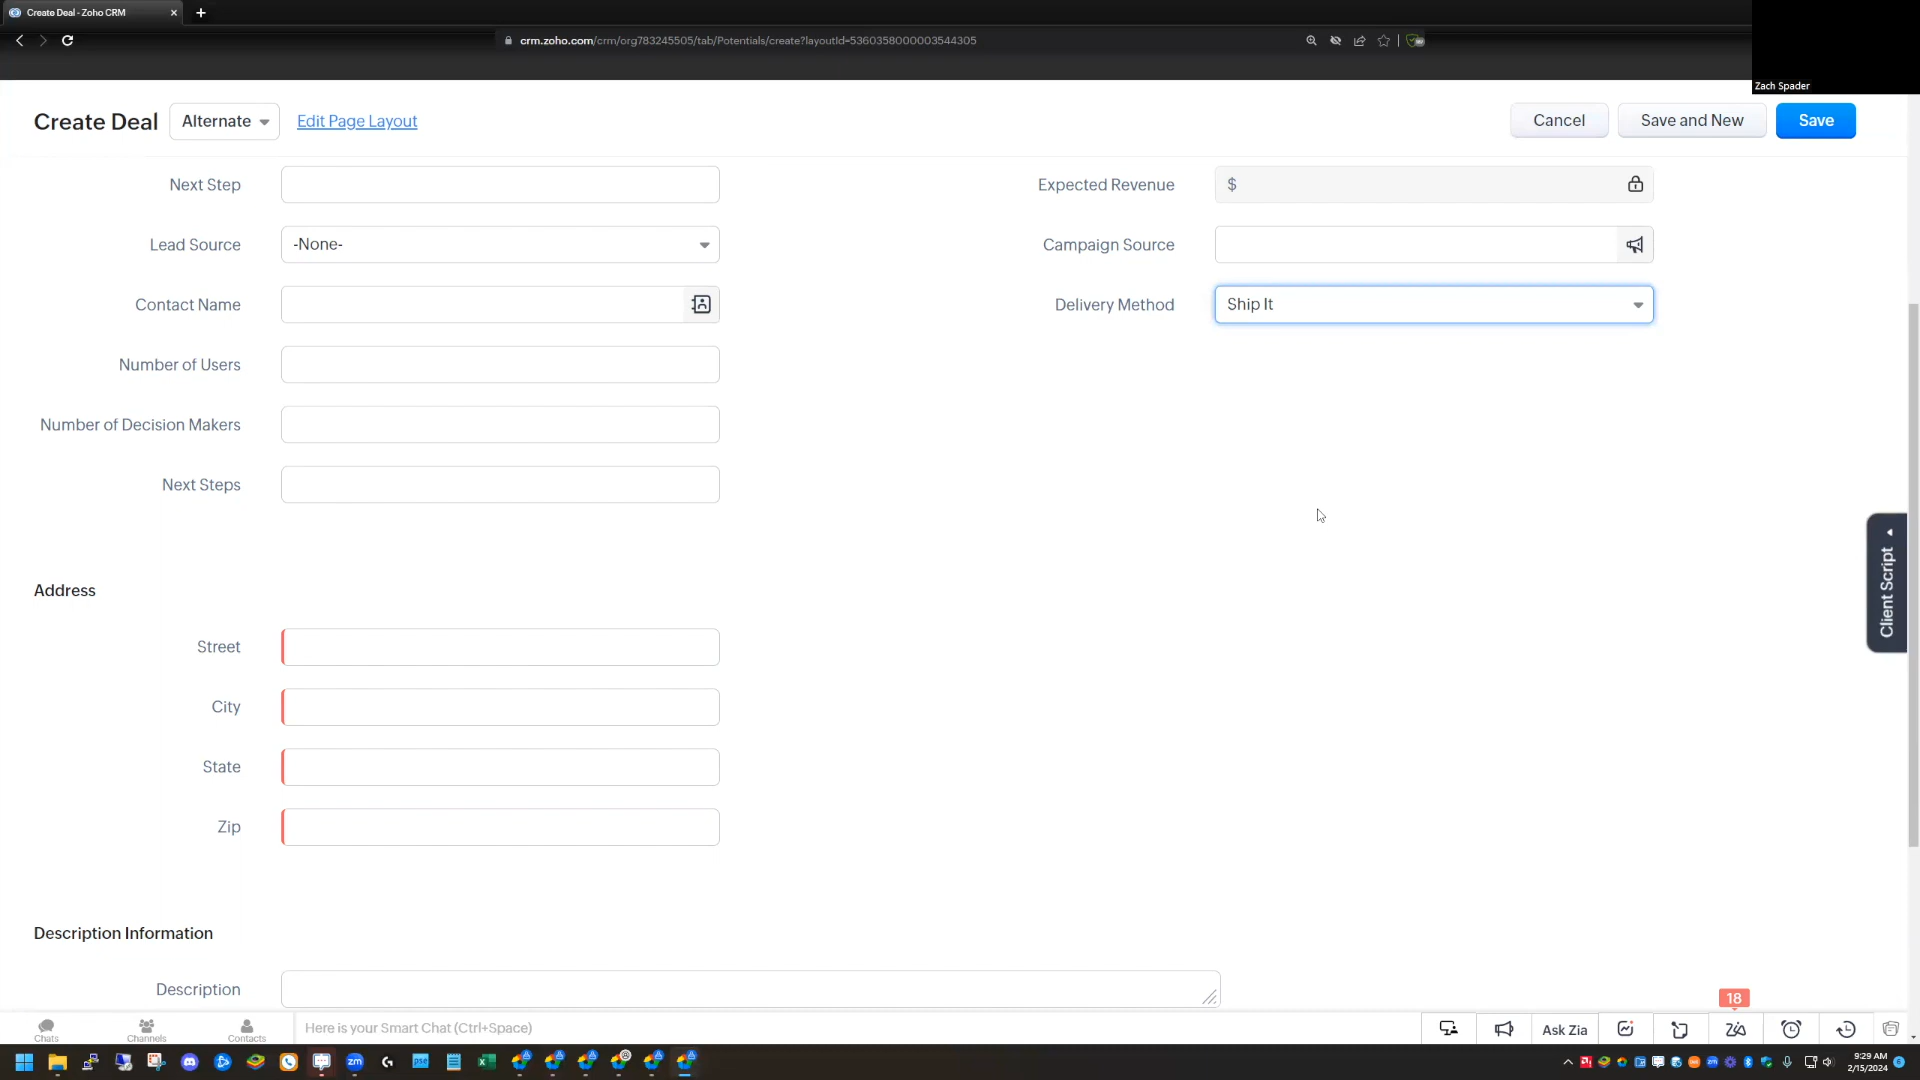 Create Deal - Zoho CRM
crm.zoho.com/crm/org783245505/tab/Potentials/create?layoutId=5360358000003544305
Zach Spader
Create Deal
Alternate
Edit Page Layout
Cancel
Save and New
Save
Next Step
Expected Revenue
$
Lead Source
-None-
Campaign Source
Contact Name
Delivery Method
Ship It
Number of Users
Number of Decision Makers
Next Steps
Client Script
Address
Street
City
State
Zip
Description Information
Description
18
Chats
Channels
Contacts
Here is your Smart Chat (Ctrl+Space)
Ask Zia
9:29 AM
2/15/2024